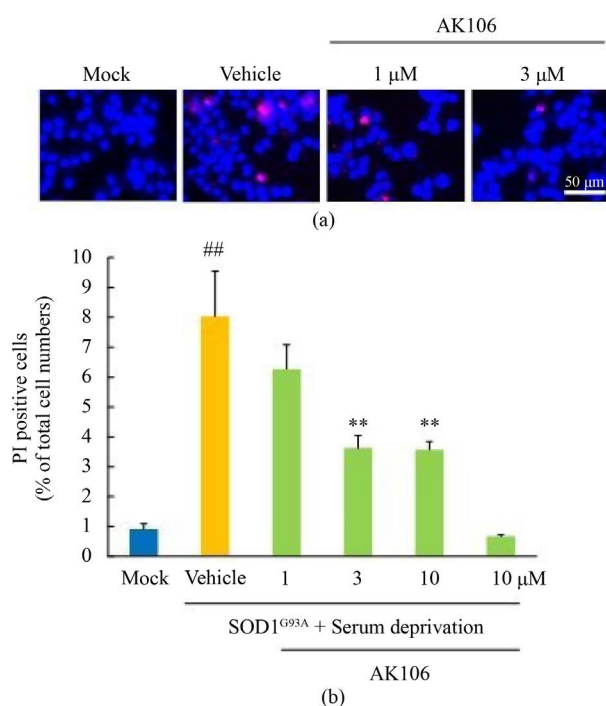 AK106
Mock Vehicle 1 μM 3 μM
50 μm
(a)
##
** **
PI positive cells
(% of total cell numbers)
10
9
8
7
6
5
4
3
2
1
0
Mock Vehicle 1 3 10 10 μM
SOD1ᴳ⁹³ᴬ + Serum deprivation
AK106
(b)